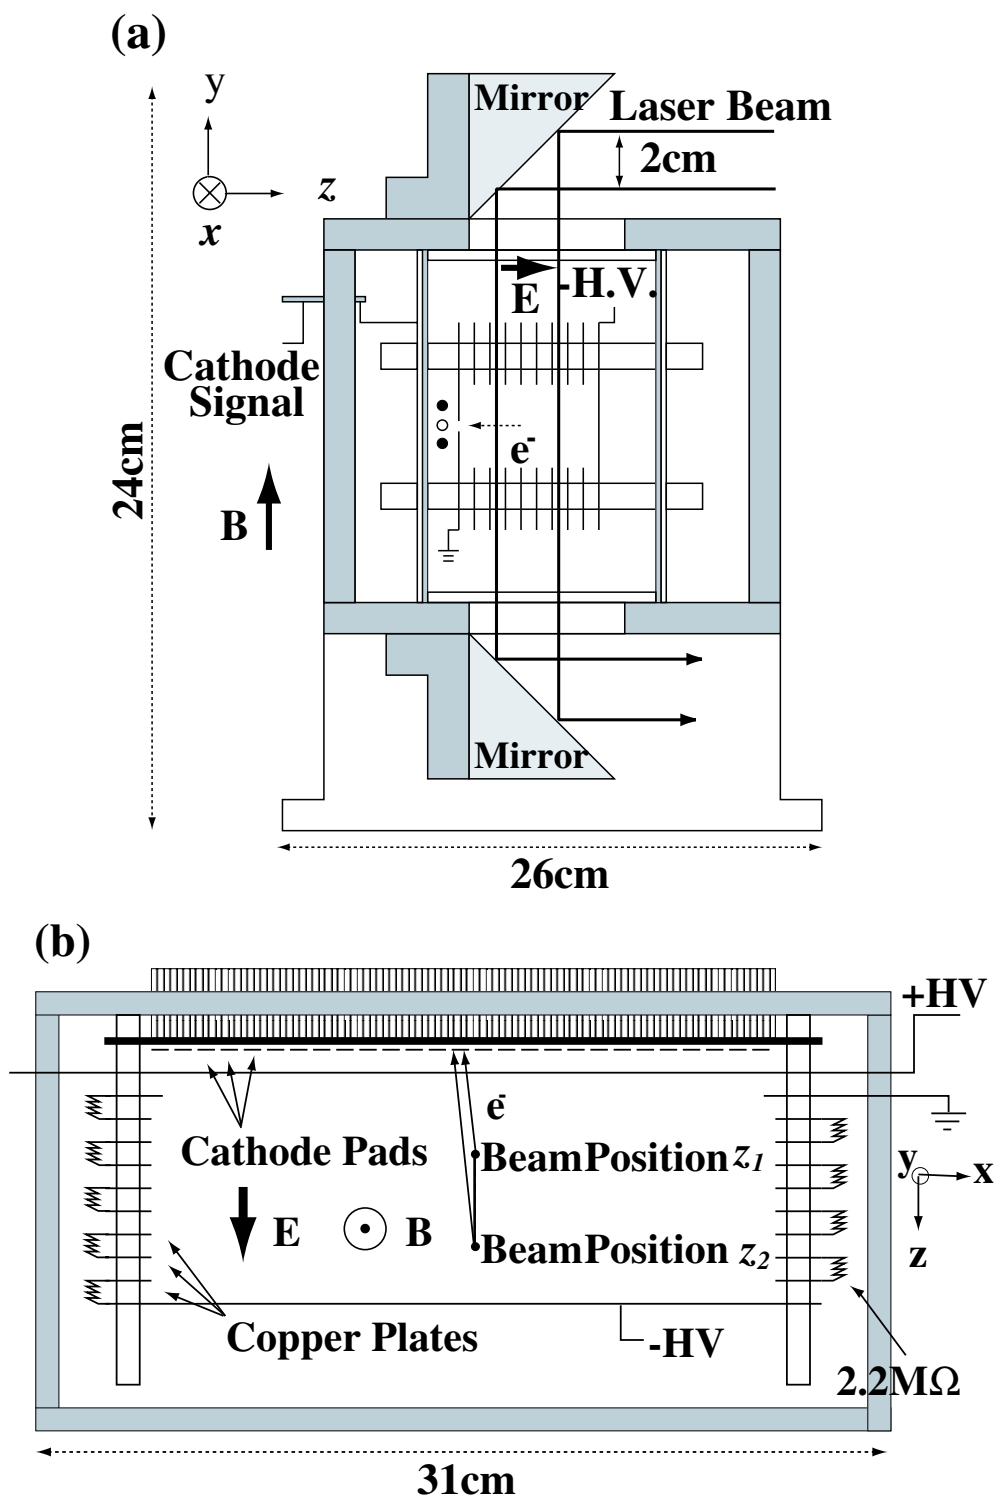 (a)
y
Mirror
Laser Beam
2cm
z
x
E
-H.V.
Cathode
Signal
e-
24cm
B
Mirror
26cm
(b)
+HV
e-
Cathode Pads
BeamPosition z1
y
x
E
B
BeamPosition z2
z
Copper Plates
-HV
2.2MΩ
31cm